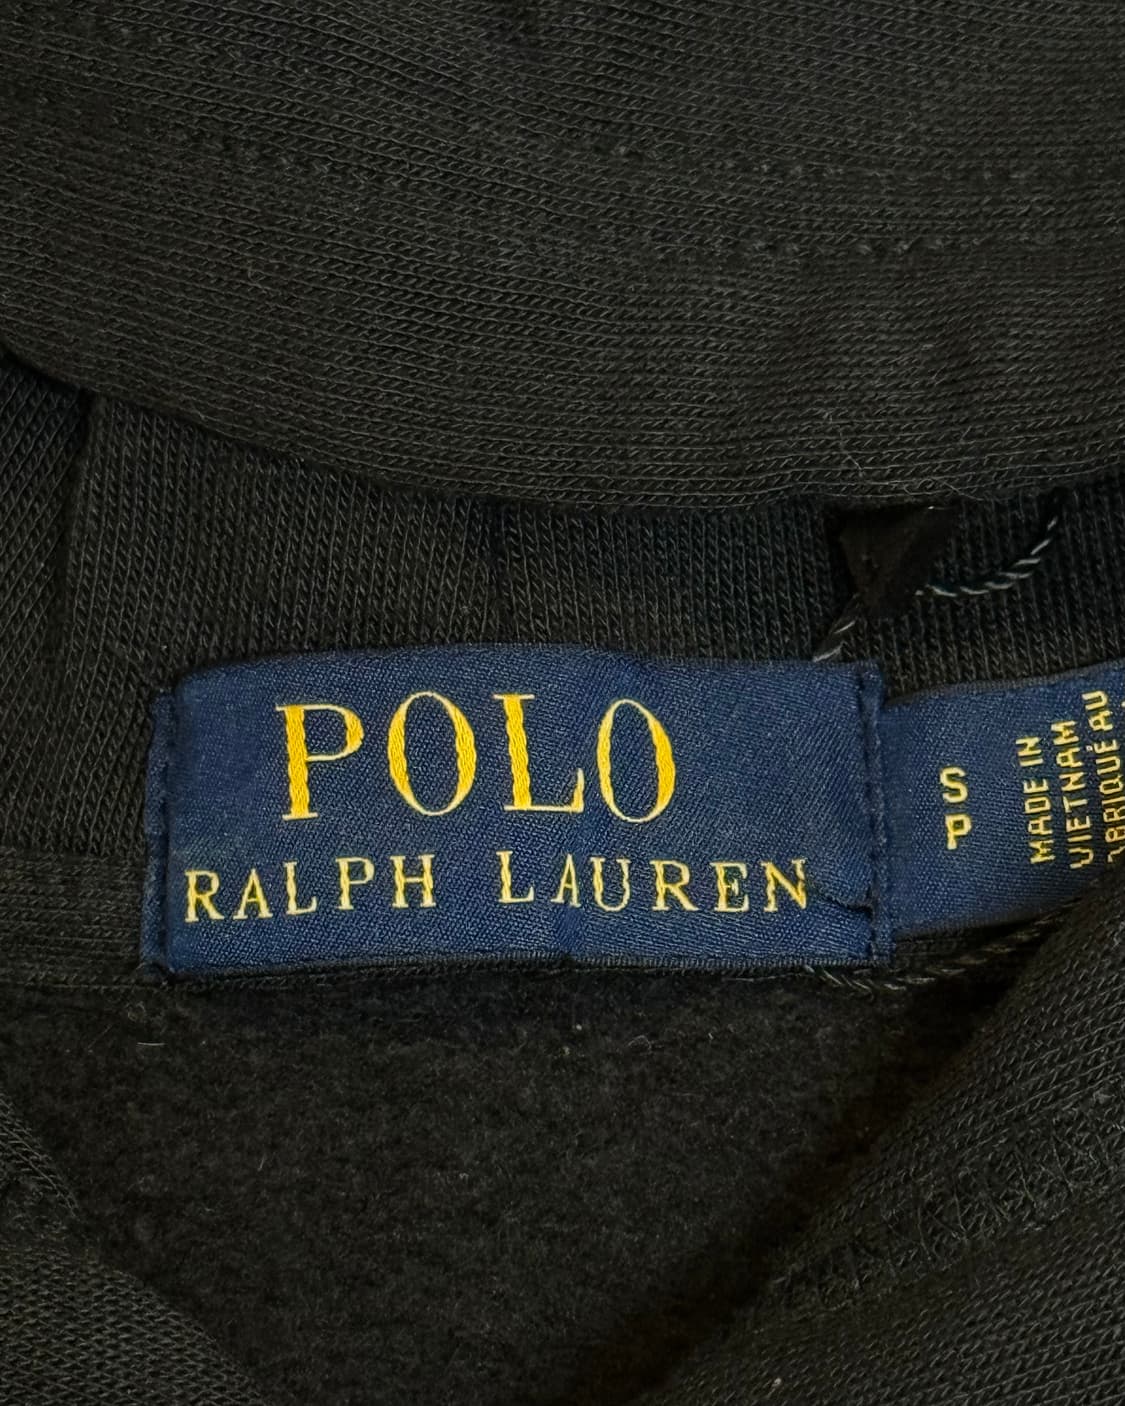 POLO
RALPH LAUREN
S
P
MADE IN
VIETNAM